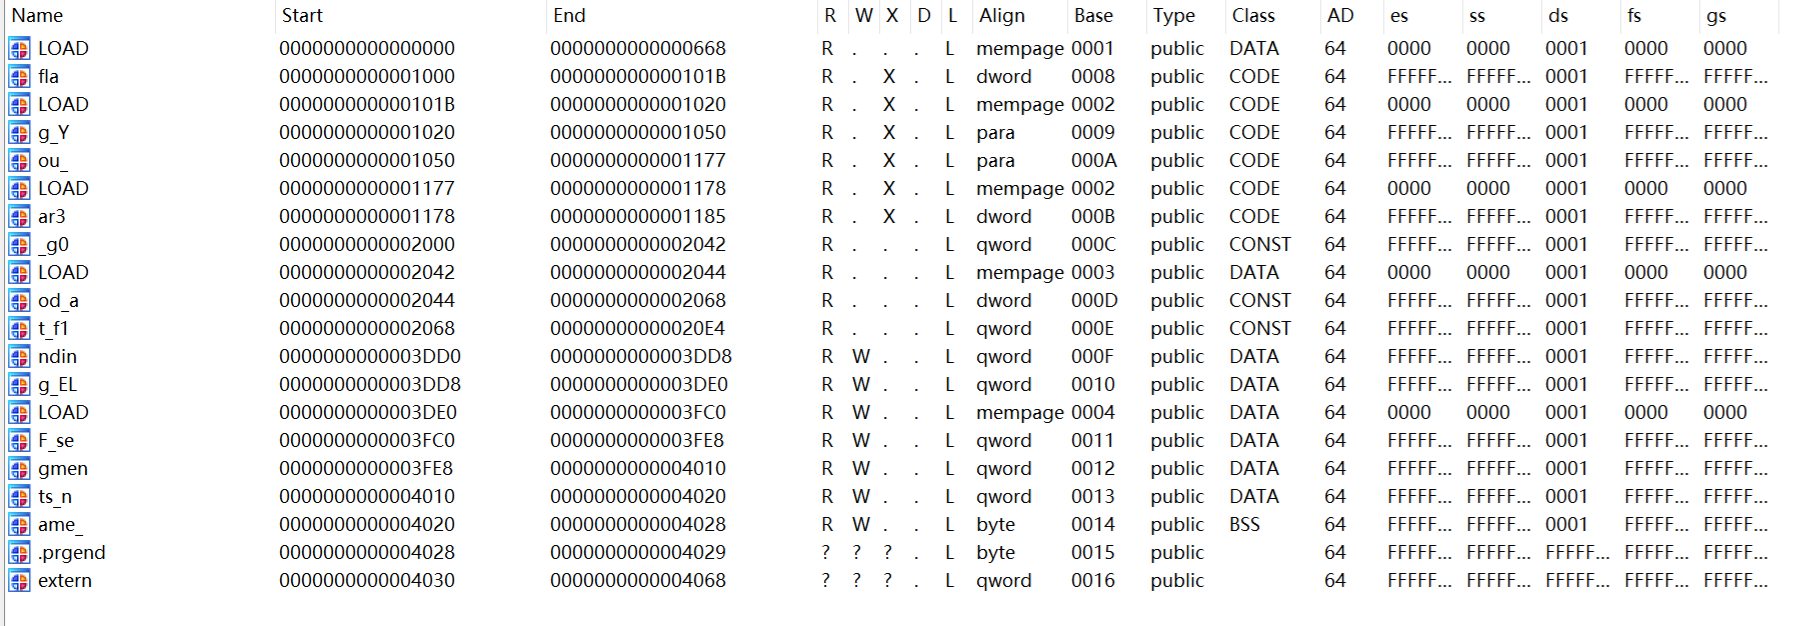 Name Start End R W X D L Align Base Type Class AD es ss ds fs gs
LOAD 0000000000000000 0000000000000668 R . . . L mempage 0001 public DATA 64 0000 0000 0001 0000 0000
fla 0000000000001000 000000000000101B R . X . L dword 0008 public CODE 64 FFFFF... FFFFF... 0001 FFFFF... FFFFF...
LOAD 000000000000101B 0000000000001020 R . X . L mempage 0002 public CODE 64 0000 0000 0001 0000 0000
g_Y 0000000000001020 0000000000001050 R . X . L para 0009 public CODE 64 FFFFF... FFFFF... 0001 FFFFF... FFFFF...
ou_ 0000000000001050 0000000000001177 R . X . L para 000A public CODE 64 FFFFF... FFFFF... 0001 FFFFF... FFFFF...
LOAD 0000000000001177 0000000000001178 R . X . L mempage 0002 public CODE 64 0000 0000 0001 0000 0000
ar3 0000000000001178 0000000000001185 R . X . L dword 000B public CODE 64 FFFFF... FFFFF... 0001 FFFFF... FFFFF...
_g0 0000000000002000 0000000000002042 R . . . L qword 000C public CONST 64 FFFFF... FFFFF... 0001 FFFFF... FFFFF...
LOAD 0000000000002042 0000000000002044 R . . . L mempage 0003 public DATA 64 0000 0000 0001 0000 0000
od_a 0000000000002044 0000000000002068 R . . . L dword 000D public CONST 64 FFFFF... FFFFF... 0001 FFFFF... FFFFF...
t_f1 0000000000002068 00000000000020E4 R . . . L qword 000E public CONST 64 FFFFF... FFFFF... 0001 FFFFF... FFFFF...
ndin 0000000000003DD0 0000000000003DD8 R W . . L qword 000F public DATA 64 FFFFF... FFFFF... 0001 FFFFF... FFFFF...
g_EL 0000000000003DD8 0000000000003DE0 R W . . L qword 0010 public DATA 64 FFFFF... FFFFF... 0001 FFFFF... FFFFF...
LOAD 0000000000003DE0 0000000000003FC0 R W . . L mempage 0004 public DATA 64 0000 0000 0001 0000 0000
F_se 0000000000003FC0 0000000000003FE8 R W . . L qword 0011 public DATA 64 FFFFF... FFFFF... 0001 FFFFF... FFFFF...
gmen 0000000000003FE8 0000000000004010 R W . . L qword 0012 public DATA 64 FFFFF... FFFFF... 0001 FFFFF... FFFFF...
ts_n 0000000000004010 0000000000004020 R W . . L qword 0013 public DATA 64 FFFFF... FFFFF... 0001 FFFFF... FFFFF...
ame_ 0000000000004020 0000000000004028 R W . . L byte 0014 public BSS 64 FFFFF... FFFFF... 0001 FFFFF... FFFFF...
.prgend 0000000000004028 0000000000004029 ? ? ? . L byte 0015 public 64 FFFFF... FFFFF... FFFFF... FFFFF... FFFFF...
extern 0000000000004030 0000000000004068 ? ? ? . L qword 0016 public 64 FFFFF... FFFFF... FFFFF... FFFFF... FFFFF...